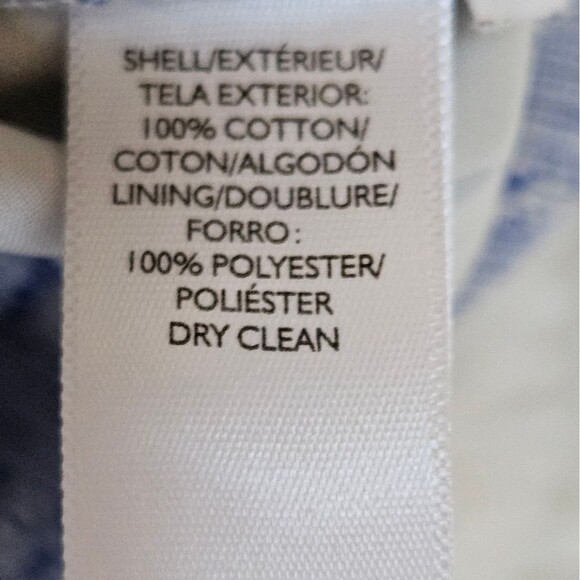 SHELL/EXTÉRIEUR/
TELA EXTERIOR:
100% COTTON/
COTON/ALGODÓN
LINING/DOUBLURE/
FORRO:
100% POLYESTER/
POLIÉSTER
DRY CLEAN